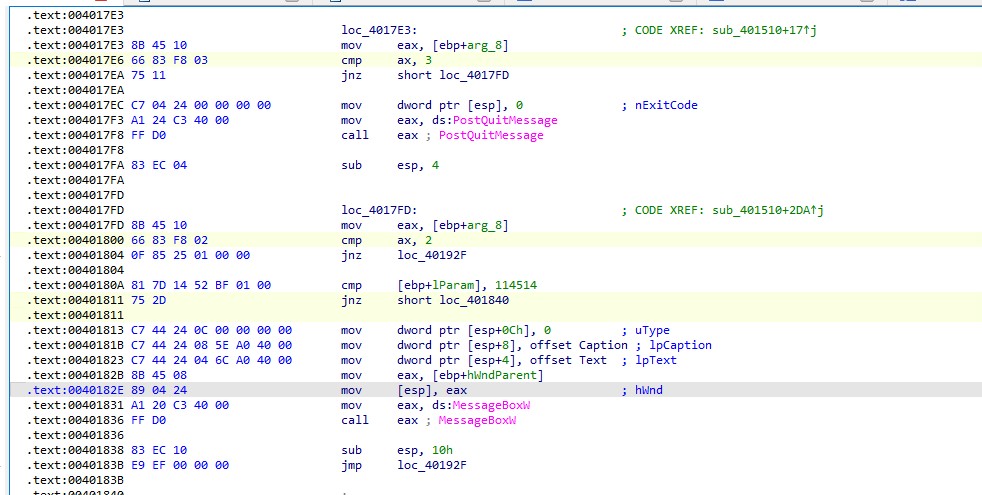 .text:004017E3
.text:004017E3 loc_4017E3: ; CODE XREF: sub_401510+17↑j
.text:004017E3 8B 45 10 mov eax, [ebp+arg_8]
.text:004017E6 66 83 F8 03 cmp ax, 3
.text:004017EA 75 11 jnz short loc_4017FD
.text:004017EA
.text:004017EC C7 04 24 00 00 00 00 mov dword ptr [esp], 0 ; nExitCode
.text:004017F3 A1 24 C3 40 00 mov eax, ds:PostQuitMessage
.text:004017F8 FF D0 call eax ; PostQuitMessage
.text:004017F8
.text:004017FA 83 EC 04 sub esp, 4
.text:004017FA
.text:004017FD
.text:004017FD loc_4017FD: ; CODE XREF: sub_401510+2DA↑j
.text:004017FD 8B 45 10 mov eax, [ebp+arg_8]
.text:00401800 66 83 F8 02 cmp ax, 2
.text:00401804 0F 85 25 01 00 00 jnz loc_40192F
.text:00401804
.text:0040180A 81 7D 14 52 BF 01 00 cmp [ebp+lParam], 114514
.text:00401811 75 2D jnz short loc_401840
.text:00401811
.text:00401813 C7 44 24 0C 00 00 00 00 mov dword ptr [esp+0Ch], 0 ; uType
.text:0040181B C7 44 24 08 5E A0 40 00 mov dword ptr [esp+8], offset Caption ; lpCaption
.text:00401823 C7 44 24 04 6C A0 40 00 mov dword ptr [esp+4], offset Text ; lpText
.text:0040182B 8B 45 08 mov eax, [ebp+hWndParent]
.text:0040182E 89 04 24 mov [esp], eax ; hWnd
.text:00401831 A1 20 C3 40 00 mov eax, ds:MessageBoxW
.text:00401836 FF D0 call eax ; MessageBoxW
.text:00401836
.text:00401838 83 EC 10 sub esp, 10h
.text:0040183B E9 EF 00 00 00 jmp loc_40192F
.text:0040183B